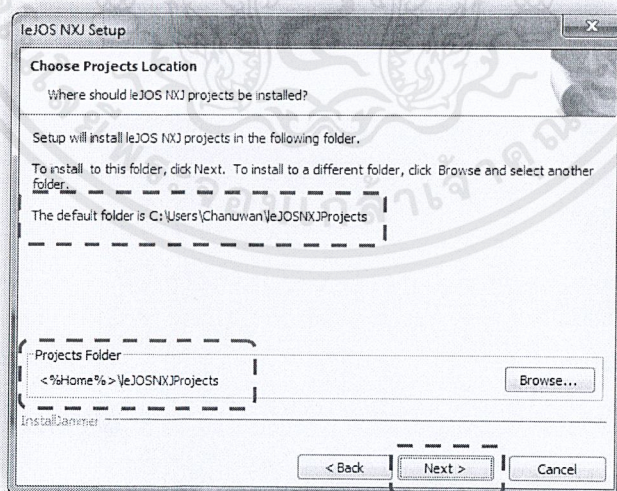 leJOS NXJ Setup
Choose Projects Location
Where should leJOS NXJ projects be installed?
Setup will install leJOS NXJ projects in the following folder.
To install to this folder, click Next. To install to a different folder, click Browse and select another
folder.
The default folder is C:\Users\Chanuwan\leJOSNXJProjects
Projects Folder
<%Home%>\leJOSNXJProjects
Browse...
InstallJammer
< Back
Next >
Cancel